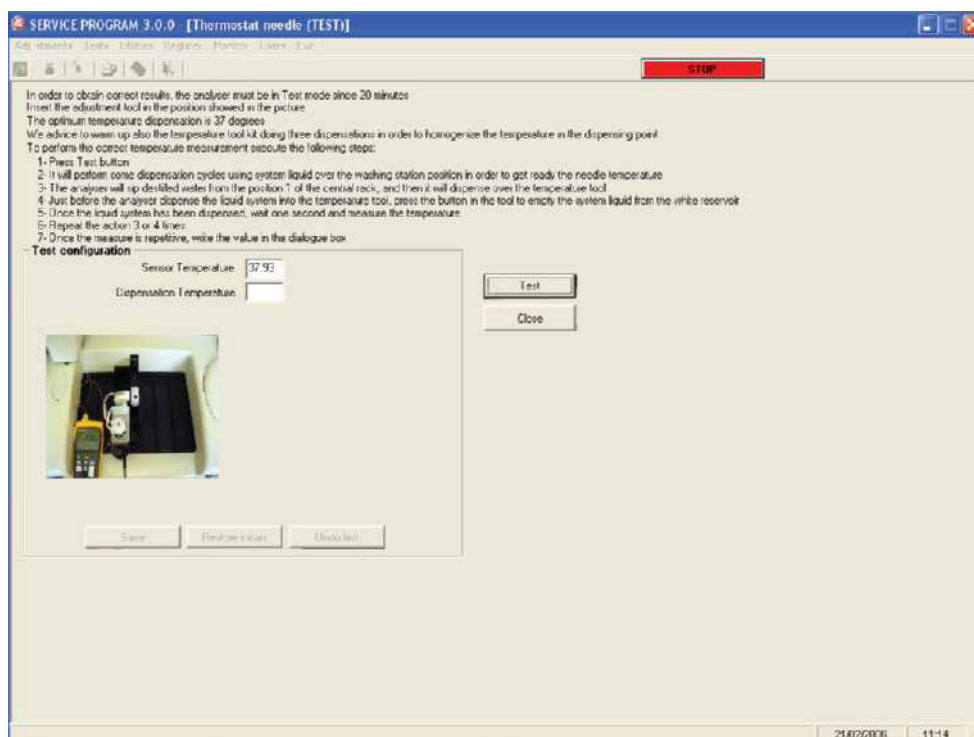 SERVICE PROGRAM 3.0.0 - [Thermostat needle (TEST)]
Adjustments Tests Utilities Register Monitor Users Exit
STOP
In order to obtain correct results, the analyser must be in Test mode since 20 minutes
Insert the adjustment tool in the position showed in the picture
The optimum temperature dispensation is 37 degrees
We advice to warm up also the temperature tool kit doing three dispensations in order to homogenize the temperature in the dispensing point
To perform the correct temperature measurement execute the following steps:
1- Press Test button
2- It will perform some dispensation cycles using system liquid over the washing station position in order to get ready the needle temperature
3- The analyser will sip destilled water from the position 1 of the central rack, and then it will dispense over the temperature tool
4- Just before the analyser dispense the liquid system into the temperature tool, press the button in the tool to empty the system liquid from the white reservoir
5- Once the liquid system has been dispensed, wait one second and measure the temperature
6- Repeat the action 3 or 4 times
7- Once the measure is repetitive, write the value in the dialogue box
Test configuration
Sensor Temperature 37.93
Dispensation Temperature
Test
Close
Save Restore initials Undo test
21/02/2006 11:14